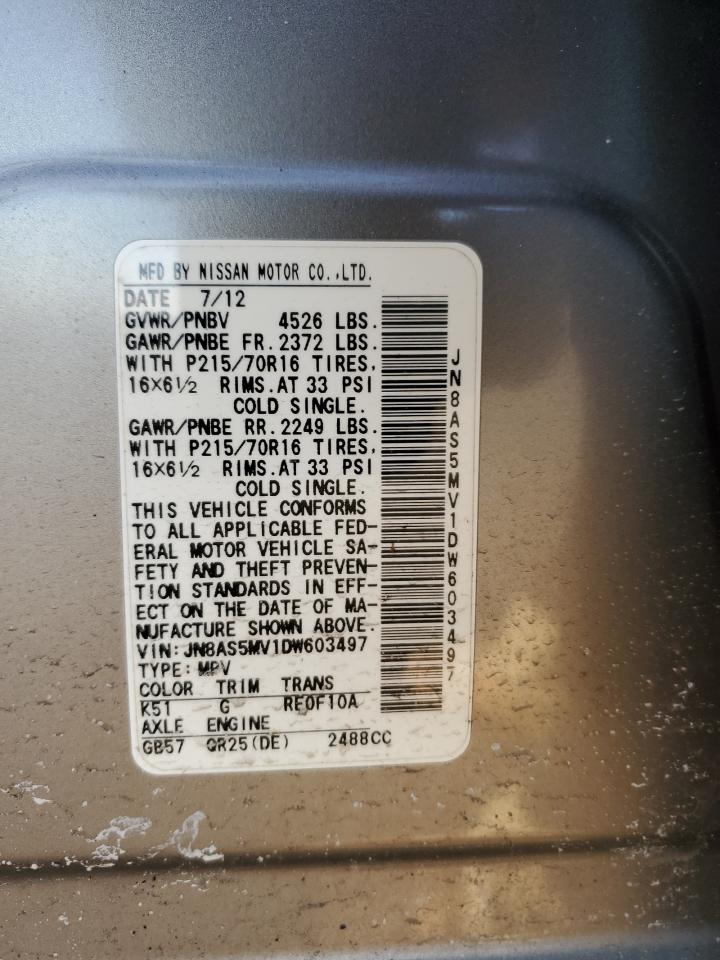 MFD BY NISSAN MOTOR CO.,LTD.
DATE 7/12
GVWR/PNBV 4526 LBS.
GAWR/PNBE FR. 2372 LBS.
WITH P215/70R16 TIRES,
16×6½ RIMS.AT 33 PSI
COLD SINGLE.
GAWR/PNBE RR. 2249 LBS.
WITH P215/70R16 TIRES,
16×6½ RIMS.AT 33 PSI
COLD SINGLE.
THIS VEHICLE CONFORMS
TO ALL APPLICABLE FED-
ERAL MOTOR VEHICLE SA-
FETY AND THEFT PREVEN-
TION STANDARDS IN EFF-
ECT ON THE DATE OF MA-
NUFACTURE SHOWN ABOVE.
VIN: JN8AS5MV1DW603497
TYPE: MPV
COLOR TRIM TRANS
K51 G RE0F10A
AXLE ENGINE
GB57 QR25(DE) 2488CC
JN8AS5MV1DW603497